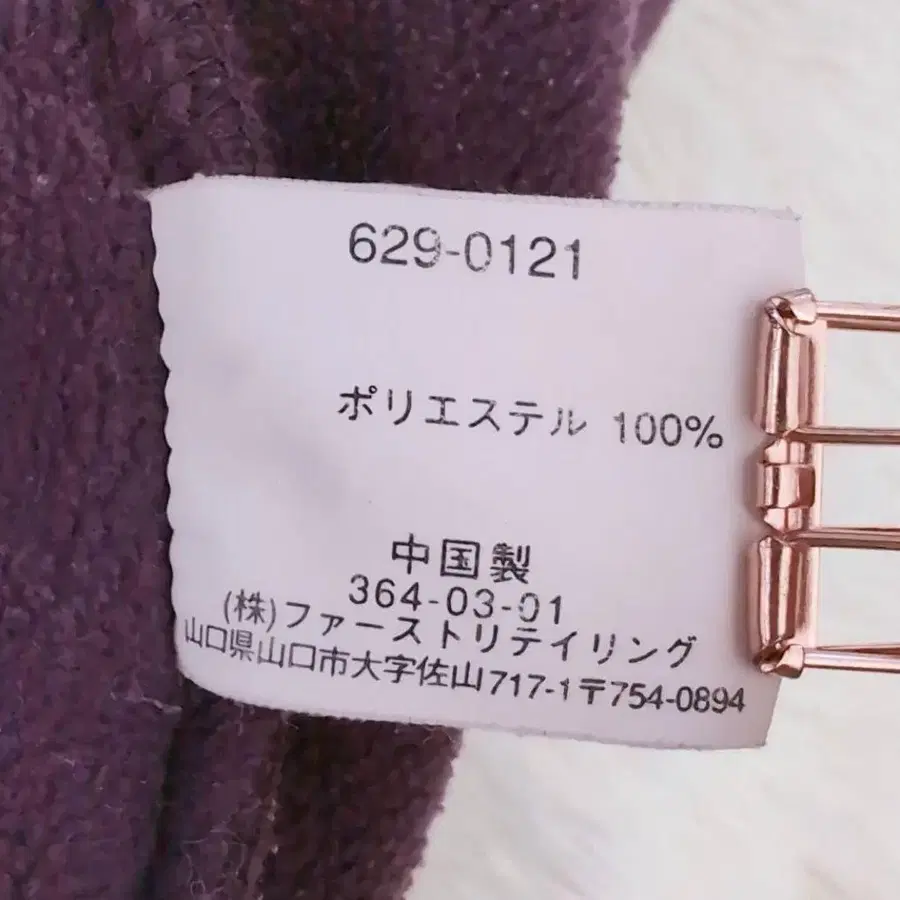 629-0121
ポリエステル 100%
中国製
364-03-01
(株)ファーストリテイリング
山口県山口市大字佐山717-1〒754-0894